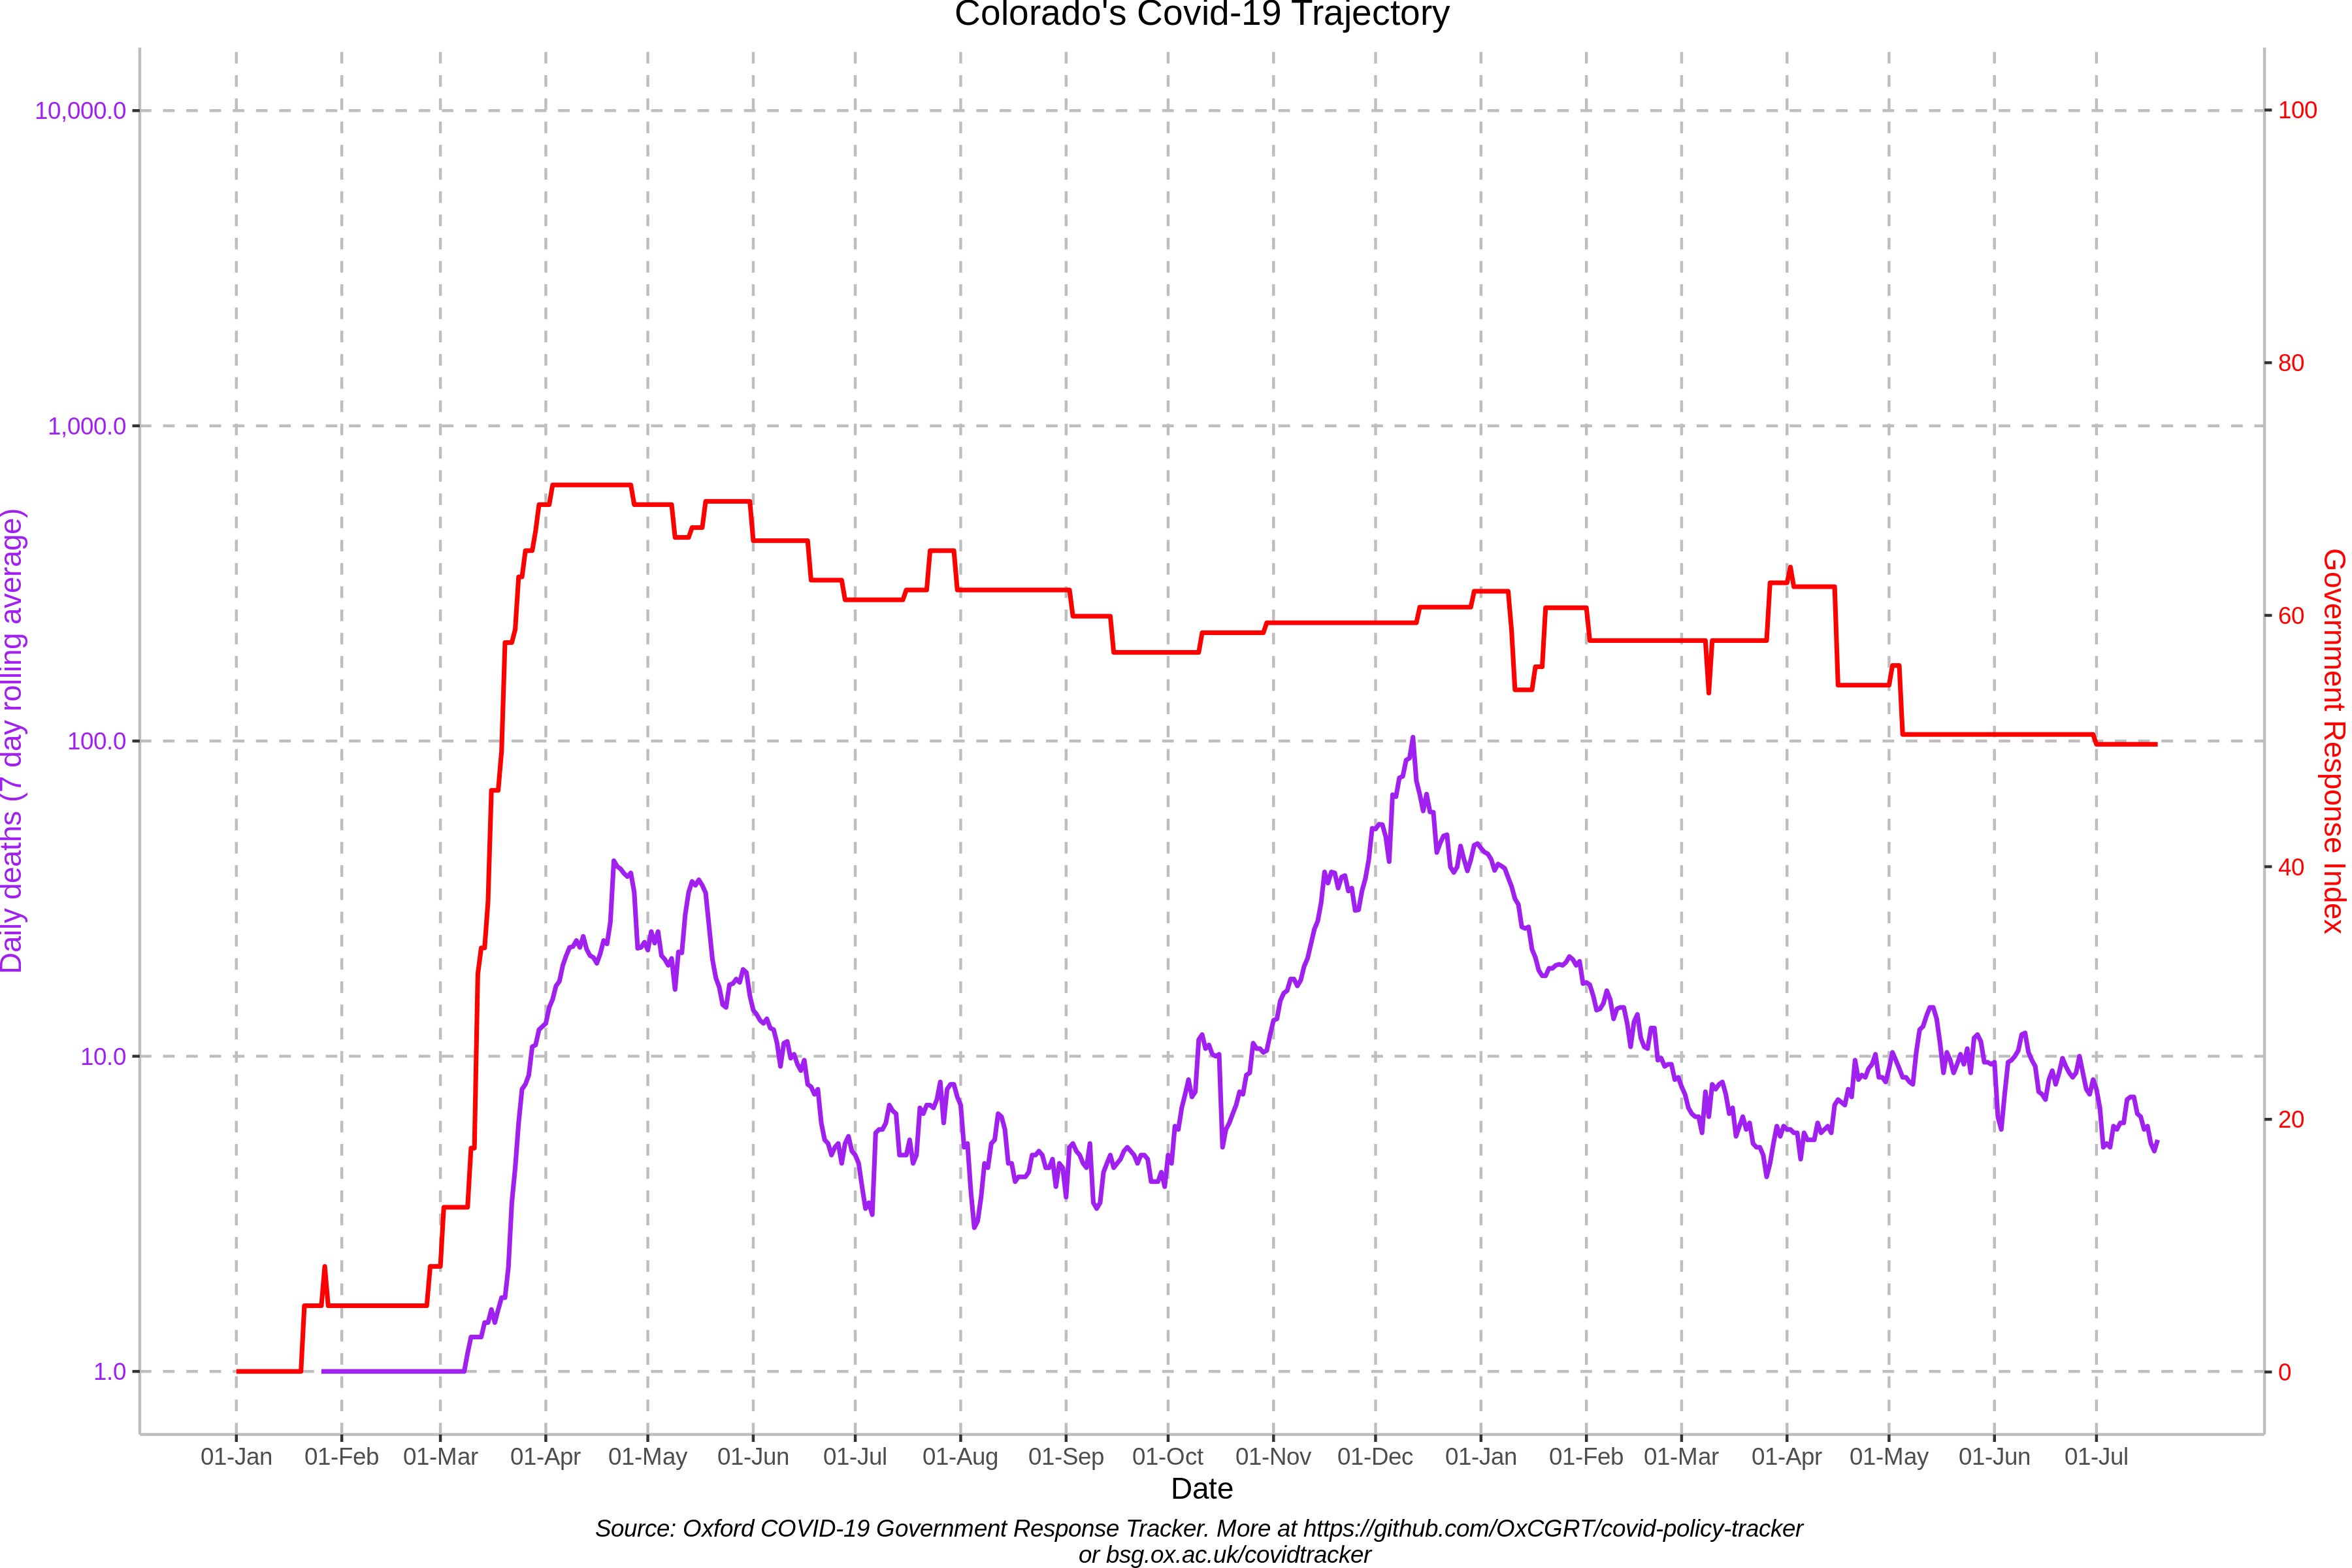 Colorado's Covid-19 Trajectory
10,000.0
1,000.0
100.0
10.0
1.0
Daily deaths (7 day rolling average)
100
80
60
40
20
0
Government Response Index
01-Jan 01-Feb 01-Mar 01-Apr 01-May 01-Jun 01-Jul 01-Aug 01-Sep 01-Oct 01-Nov 01-Dec 01-Jan 01-Feb 01-Mar 01-Apr 01-May 01-Jun 01-Jul
Date
Source: Oxford COVID-19 Government Response Tracker. More at https://github.com/OxCGRT/covid-policy-tracker
or bsg.ox.ac.uk/covidtracker